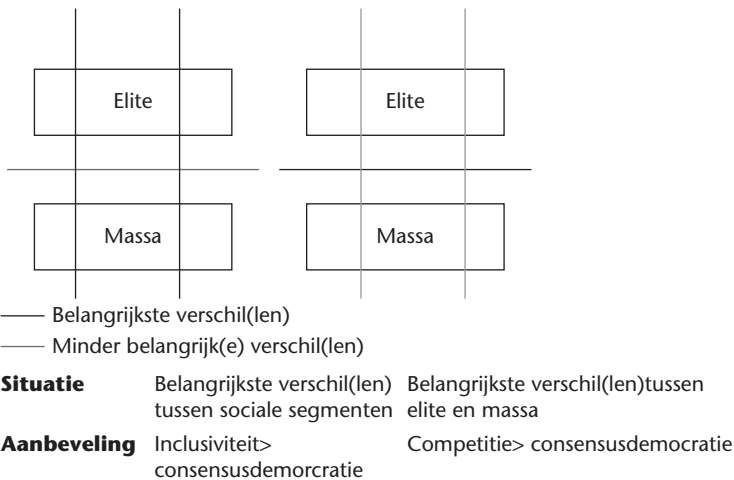 Elite
Elite
Massa
Massa
Belangrijkste verschil(len)
Minder belangrijk(e) verschil(len)
Situatie
Belangrijkste verschil(len)
tussen sociale segmenten
Belangrijkste verschil(len)tussen
elite en massa
Aanbeveling
Inclusiviteit>
consensusdemorcratie
Competitie> consensusdemocratie